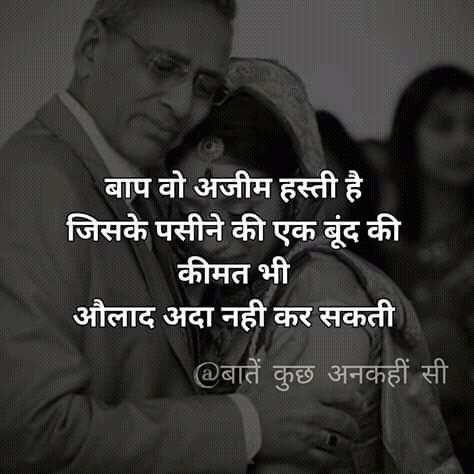 बाप वो अजीम हस्ती है
जिसके पसीने की एक बूंद की
कीमत भी
औलाद अदा नही कर सकती
@बातें कुछ अनकहीं सी